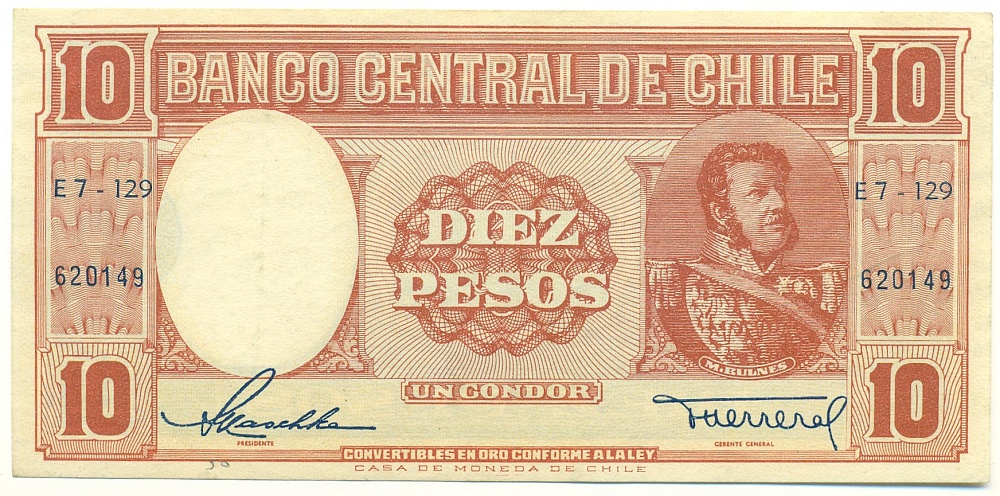 10 BANCO CENTRAL DE CHILE 10
E 7 - 129 E 7 - 129
DIEZ
PESOS
620149 620149
M. BULNES
10 UN CONDOR 10
PRESIDENTE GERENTE GENERAL
CONVERTIBLES EN ORO CONFORME A LA LEY
CASA DE MONEDA DE CHILE